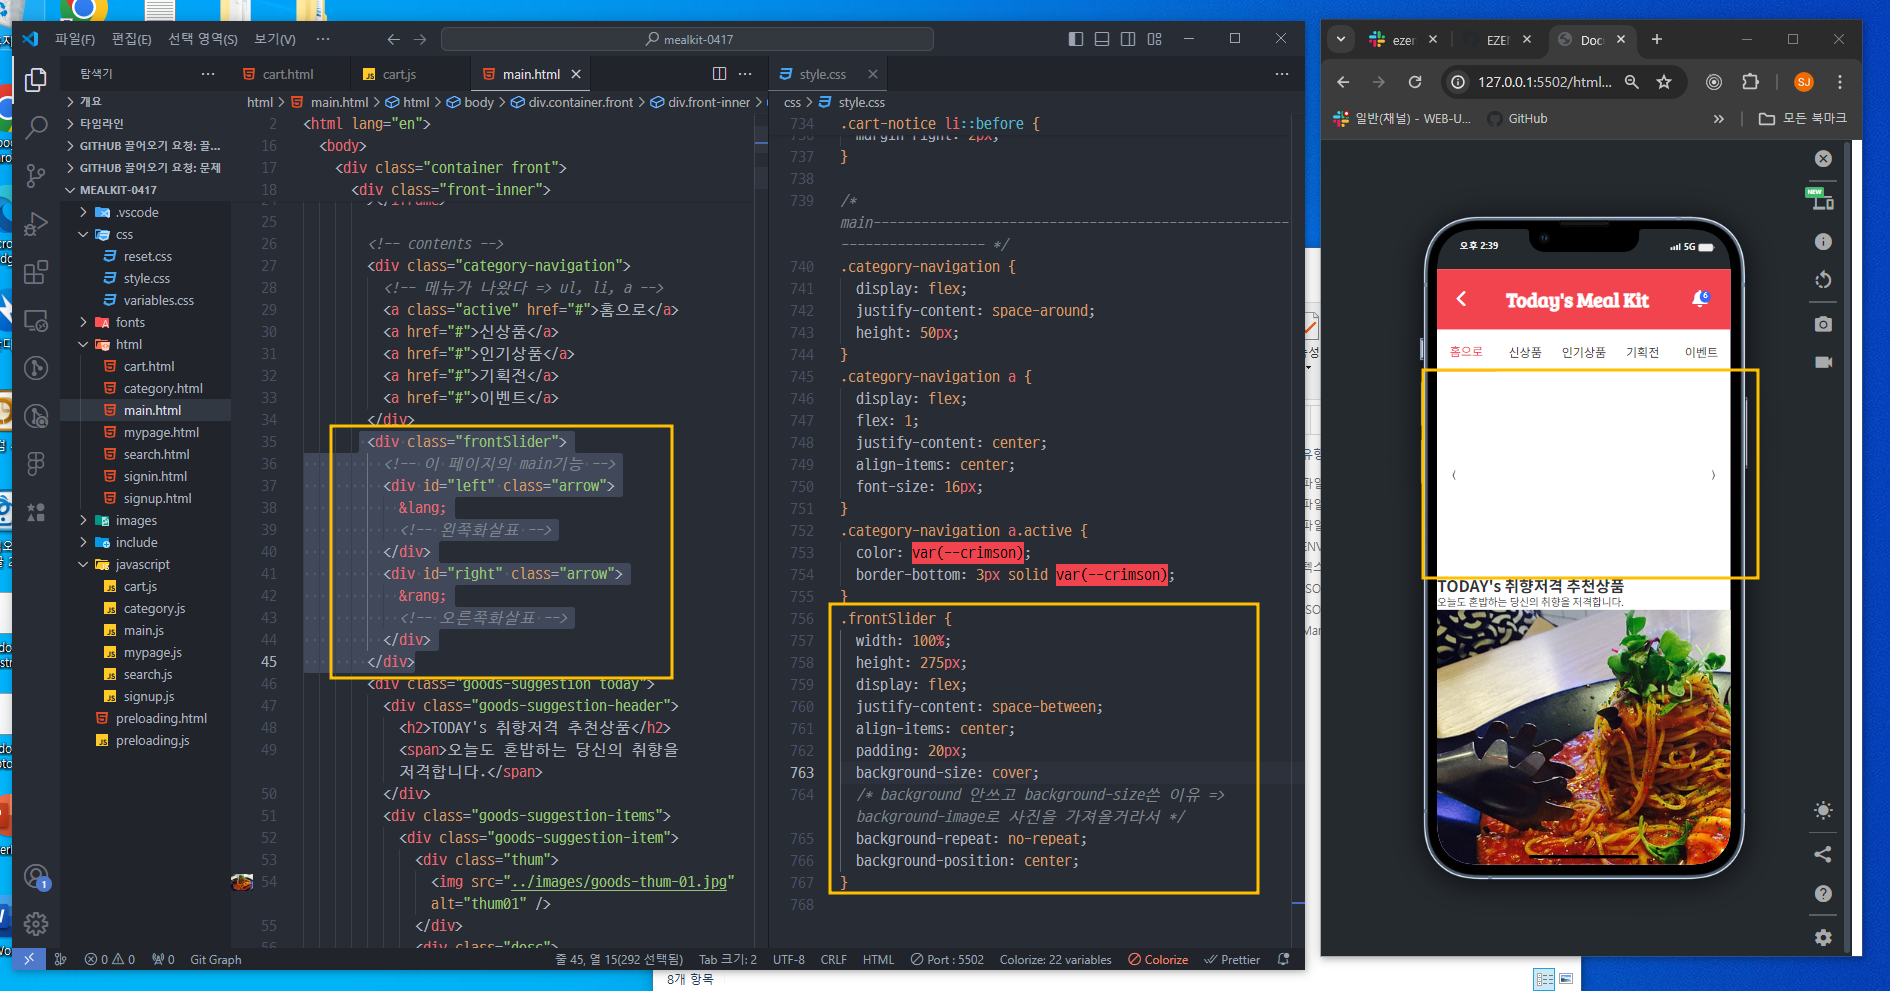 파일(F) 편집(E) 선택 영역(S) 보기(V) ··· mealkit-0417
탐색기 ···
개요
타임라인
GITHUB 끌어오기 요청: 끌...
GITHUB 끌어오기 요청: 문제
MEALKIT-0417
.vscode
css
reset.css
style.css
variables.css
fonts
html
cart.html
category.html
main.html
mypage.html
search.html
signin.html
signup.html
images
include
javascript
cart.js
category.js
main.js
mypage.js
search.js
signup.js
preloading.html
preloading.js
cart.html cart.js main.html
html > main.html > html > body > div.container.front > div.front-inner >
2 <html lang="en">
16 <body>
17 <div class="container front">
18 <div class="front-inner">
24 ></iframe>
25
26 <!-- contents -->
27 <div class="category-navigation">
28 <!-- 메뉴가 나왔다 => ul, li, a -->
29 <a class="active" href="#">홈으로</a>
30 <a href="#">신상품</a>
31 <a href="#">인기상품</a>
32 <a href="#">기획전</a>
33 <a href="#">이벤트</a>
34 </div>
35 <div class="frontSlider">
36 <!-- 이 페이지의 main기능 -->
37 <div id="left" class="arrow">
38 &lang;
39 <!-- 왼쪽화살표 -->
40 </div>
41 <div id="right" class="arrow">
42 &rang;
43 <!-- 오른쪽화살표 -->
44 </div>
45 </div>
46 <div class="goods-suggestion today">
47 <div class="goods-suggestion-header">
48 <h2>TODAY's 취향저격 추천상품</h2>
49 <span>오늘도 혼밥하는 당신의 취향을
저격합니다.</span>
50 </div>
51 <div class="goods-suggestion-items">
52 <div class="goods-suggestion-item">
53 <div class="thum">
54 <img src="../images/goods-thum-01.jpg"
alt="thum01" />
55 </div>
56 <div class="desc">
style.css ···
css > style.css
734 .cart-notice li::before {
736 margin-right: 2px;
737 }
738
739 /*
main----------------------------------------------------
------------------ */
740 .category-navigation {
741 display: flex;
742 justify-content: space-around;
743 height: 50px;
744 }
745 .category-navigation a {
746 display: flex;
747 flex: 1;
748 justify-content: center;
749 align-items: center;
750 font-size: 16px;
751 }
752 .category-navigation a.active {
753 color: var(--crimson);
754 border-bottom: 3px solid var(--crimson);
755 }
756 .frontSlider {
757 width: 100%;
758 height: 275px;
759 display: flex;
760 justify-content: space-between;
761 align-items: center;
762 padding: 20px;
763 background-size: cover;
764 /* background 안쓰고 background-size쓴 이유 =>
background-image로 사진을 가져올거라서 */
765 background-repeat: no-repeat;
766 background-position: center;
767 }
768
0 0 0 Git Graph 줄 45, 열 15(292 선택됨) Tab 크기: 2 UTF-8 CRLF HTML Port : 5502 Colorize: 22 variables Colorize Prettier
8개 항목
ezer EZEI Doc
127.0.0.1:5502/html... SJ
일반(채널) - WEB-U... GitHub » 모든 북마크
NEW
오후 2:39 5G
Today's Meal Kit 6
홈으로 신상품 인기상품 기획전 이벤트
〈 〉
TODAY's 취향저격 추천상품
오늘도 혼밥하는 당신의 취향을 저격합니다.